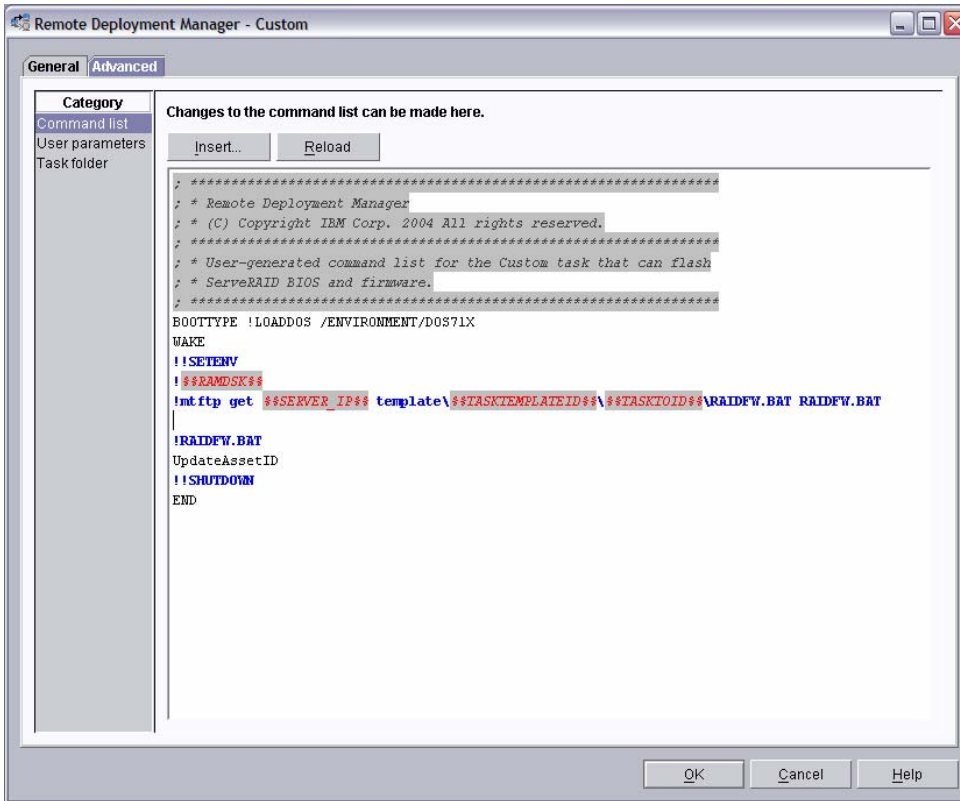 Remote Deployment Manager - Custom
General Advanced
Category
Command list
User parameters
Task folder
Changes to the command list can be made here.
Insert... Reload
; *****************************************************************
; * Remote Deployment Manager
; * (C) Copyright IBM Corp. 2004 All rights reserved.
; *****************************************************************
; * User-generated command list for the Custom task that can flash
; * ServeRAID BIOS and firmware.
; *****************************************************************
BOOTTYPE !LOADDOS /ENVIRONMENT/DOS71X
WAKE
!!SETENV
!$$RAMDSK$$
!mtftp get $$SERVER_IP$$ template\$$TASKTEMPLATEID$$\$$TASKTOID$$\RAIDFW.BAT RAIDFW.BAT
!RAIDFW.BAT
UpdateAssetID
!!SHUTDOWN
END
OK Cancel Help